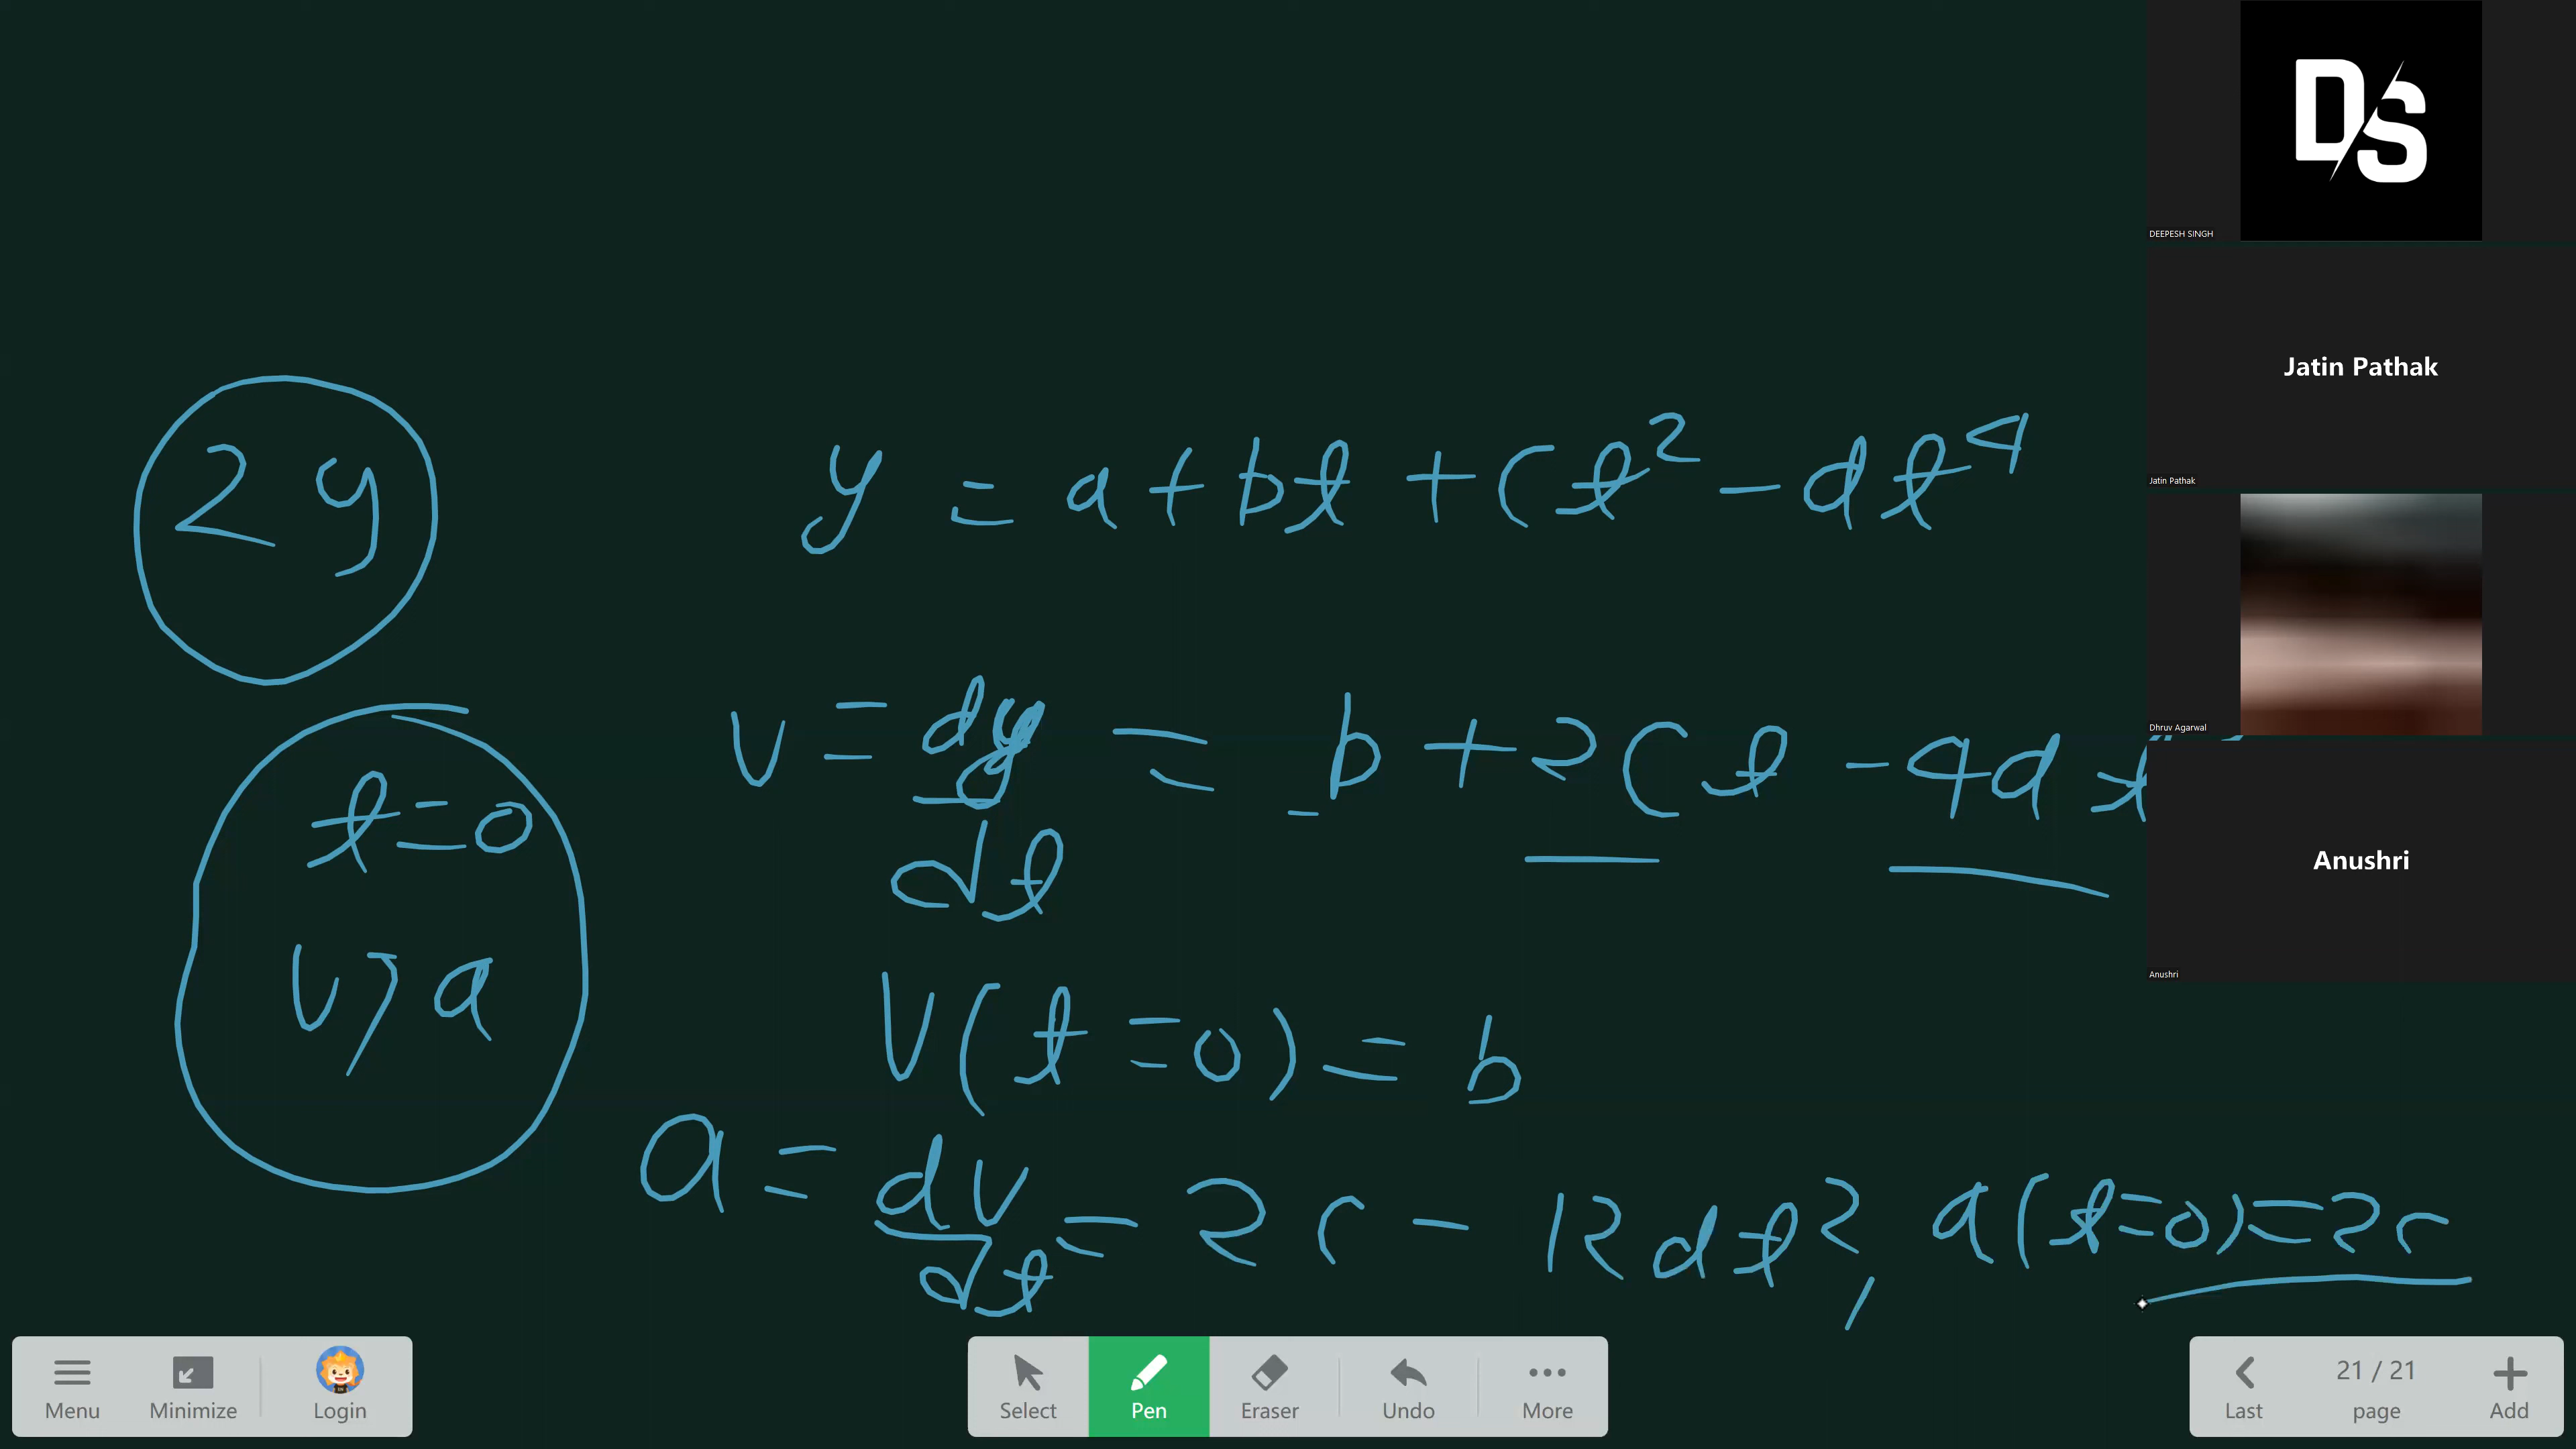 DS
DEEPESH SINGH
Jatin Pathak
Jatin Pathak
24
y = a + bt + ct² - dt⁴
v = dy/dt = b + 2ct - 4dt
Dhruv Agarwal
t=0
v, a
Anushri
Anushri
V(t=0) = b
a = dv/dt = 2c - 12dt², a(t=0)=2c
Menu Minimize Login
Select Pen Eraser Undo More
Last 21 / 21 page Add